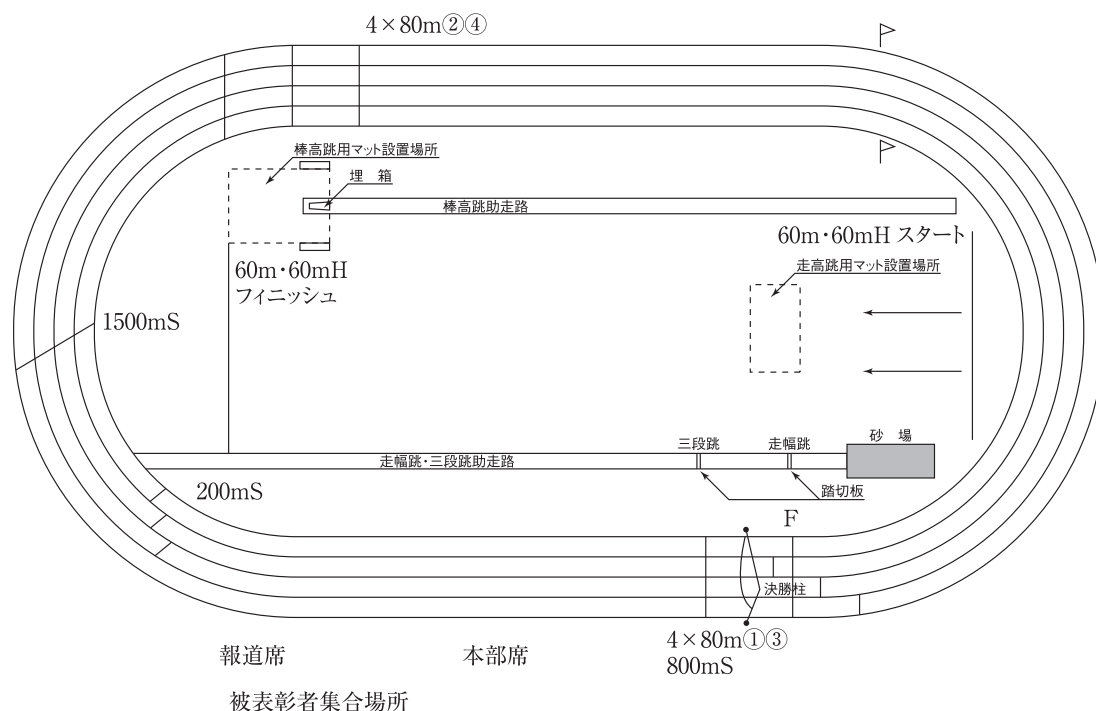 4×80m②④
棒高跳用マット設置場所
埋 箱
棒高跳助走路
60m・60mH スタート
60m・60mH
フィニッシュ
走高跳用マット設置場所
1500mS
三段跳
走幅跳
砂 場
走幅跳・三段跳助走路
200mS
踏切板
F
決勝柱
4×80m①③
800mS
報道席
本部席
被表彰者集合場所